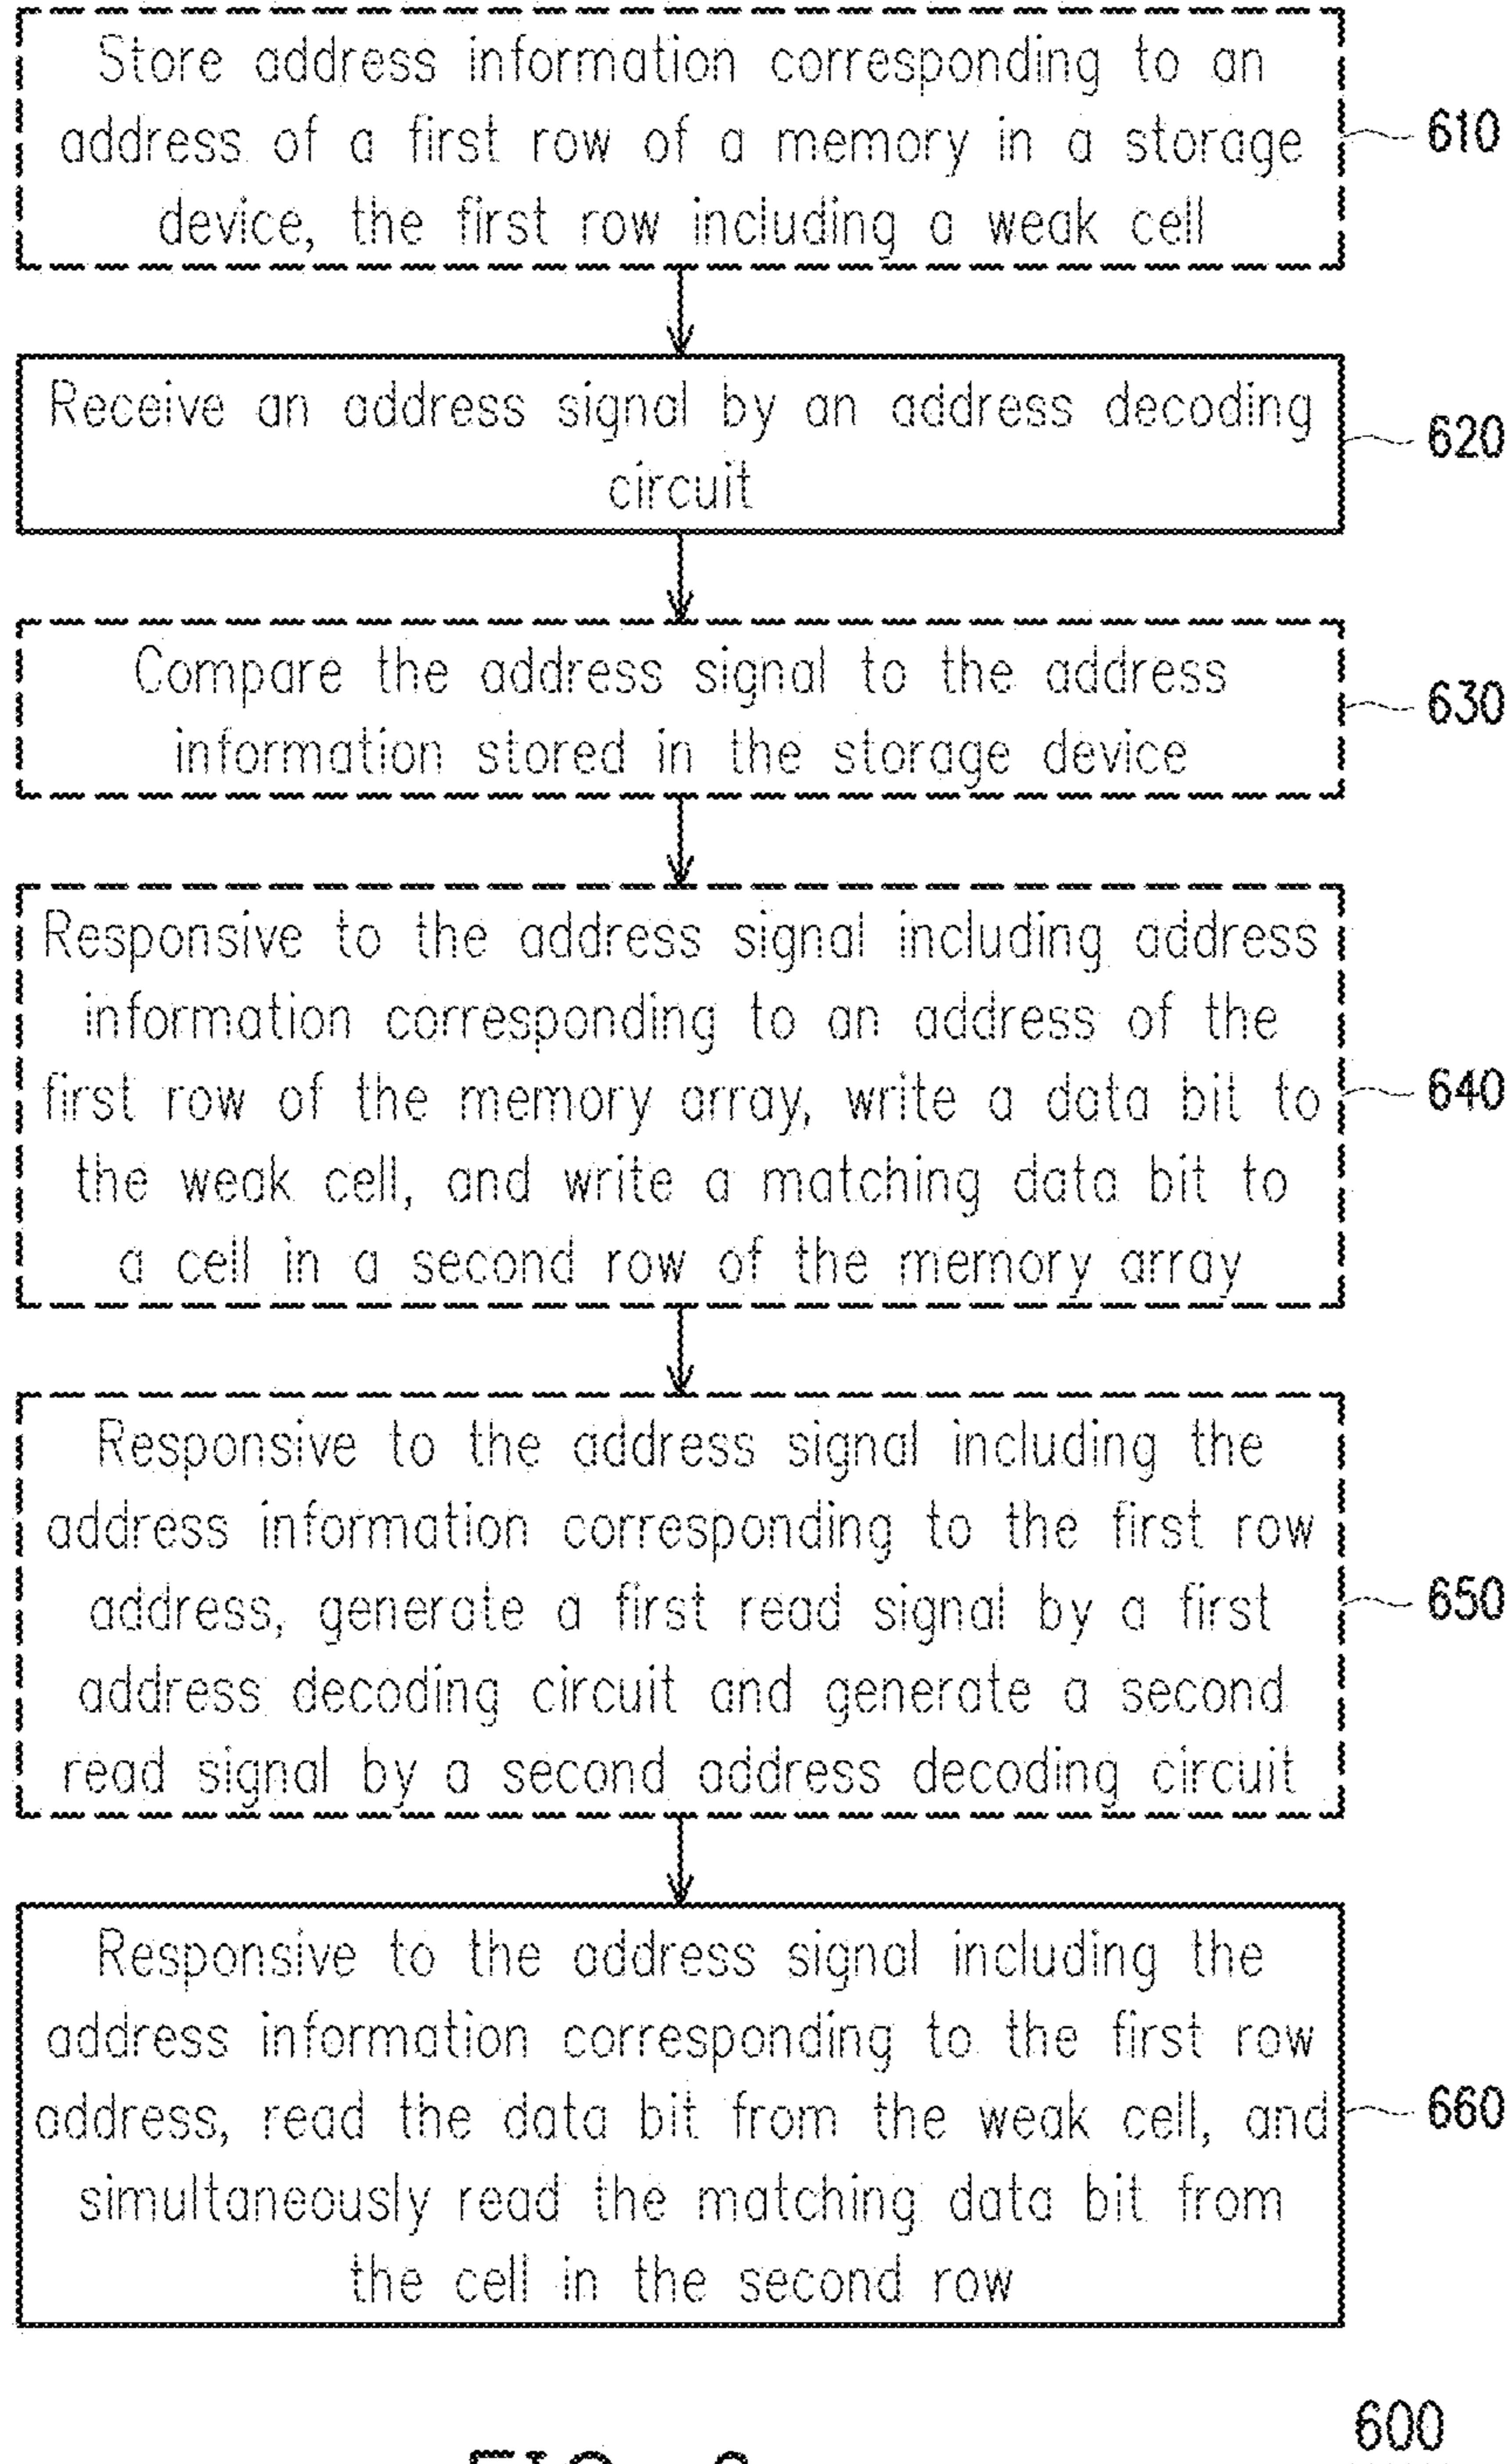 Store address information corresponding to an
address of a first row of a memory in a storage
device, the first row including a weak cell
610
Receive an address signal by an address decoding
circuit
620
Compare the address signal to the address
information stored in the storage device
630
Responsive to the address signal including address
information corresponding to an address of the
first row of the memory array, write a data bit to
the weak cell, and write a matching data bit to
a cell in a second row of the memory array
640
Responsive to the address signal including the
address information corresponding to the first row
address, generate a first read signal by a first
address decoding circuit and generate a second
read signal by a second address decoding circuit
650
Responsive to the address signal including the
address information corresponding to the first row
address, read the data bit from the weak cell, and
simultaneously read the matching data bit from
the cell in the second row
660
600